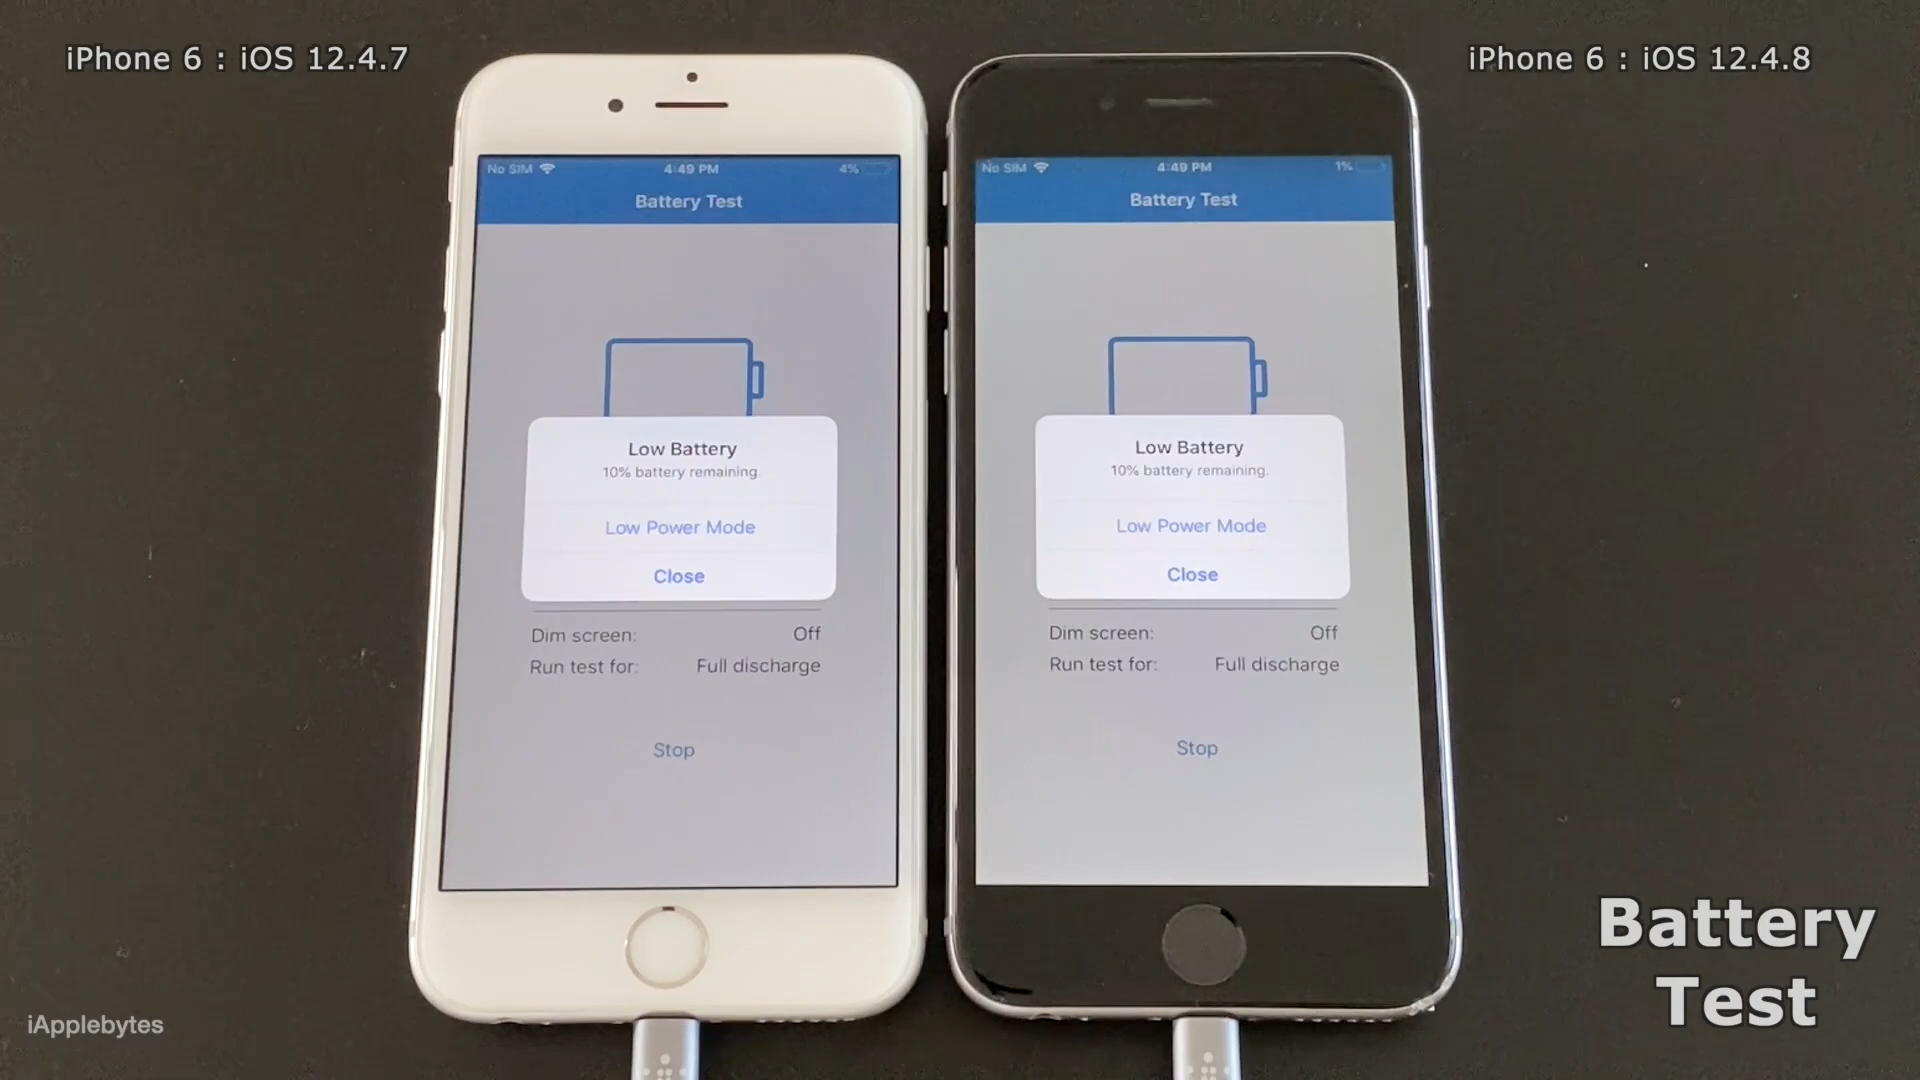 iPhone 6 : iOS 12.4.7
iPhone 6 : iOS 12.4.8
No SIM 4:49 PM 4%
Battery Test
Low Battery
10% battery remaining.
Low Power Mode
Close
Dim screen: Off
Run test for: Full discharge
Stop
No SIM 4:49 PM 1%
Battery Test
Low Battery
10% battery remaining.
Low Power Mode
Close
Dim screen: Off
Run test for: Full discharge
Stop
Battery
Test
iApplebytes